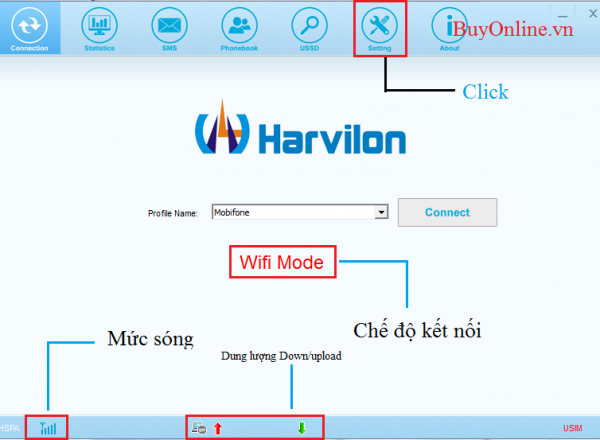 BuyOnline.vn
Connection
Statistics
SMS
Phonebook
USSD
Setting
About
Click
Harvilon
Profile Name:
Mobifone
Connect
Wifi Mode
Chế độ kết nối
Mức sóng
Dung lượng Down/upload
HSPA
USIM